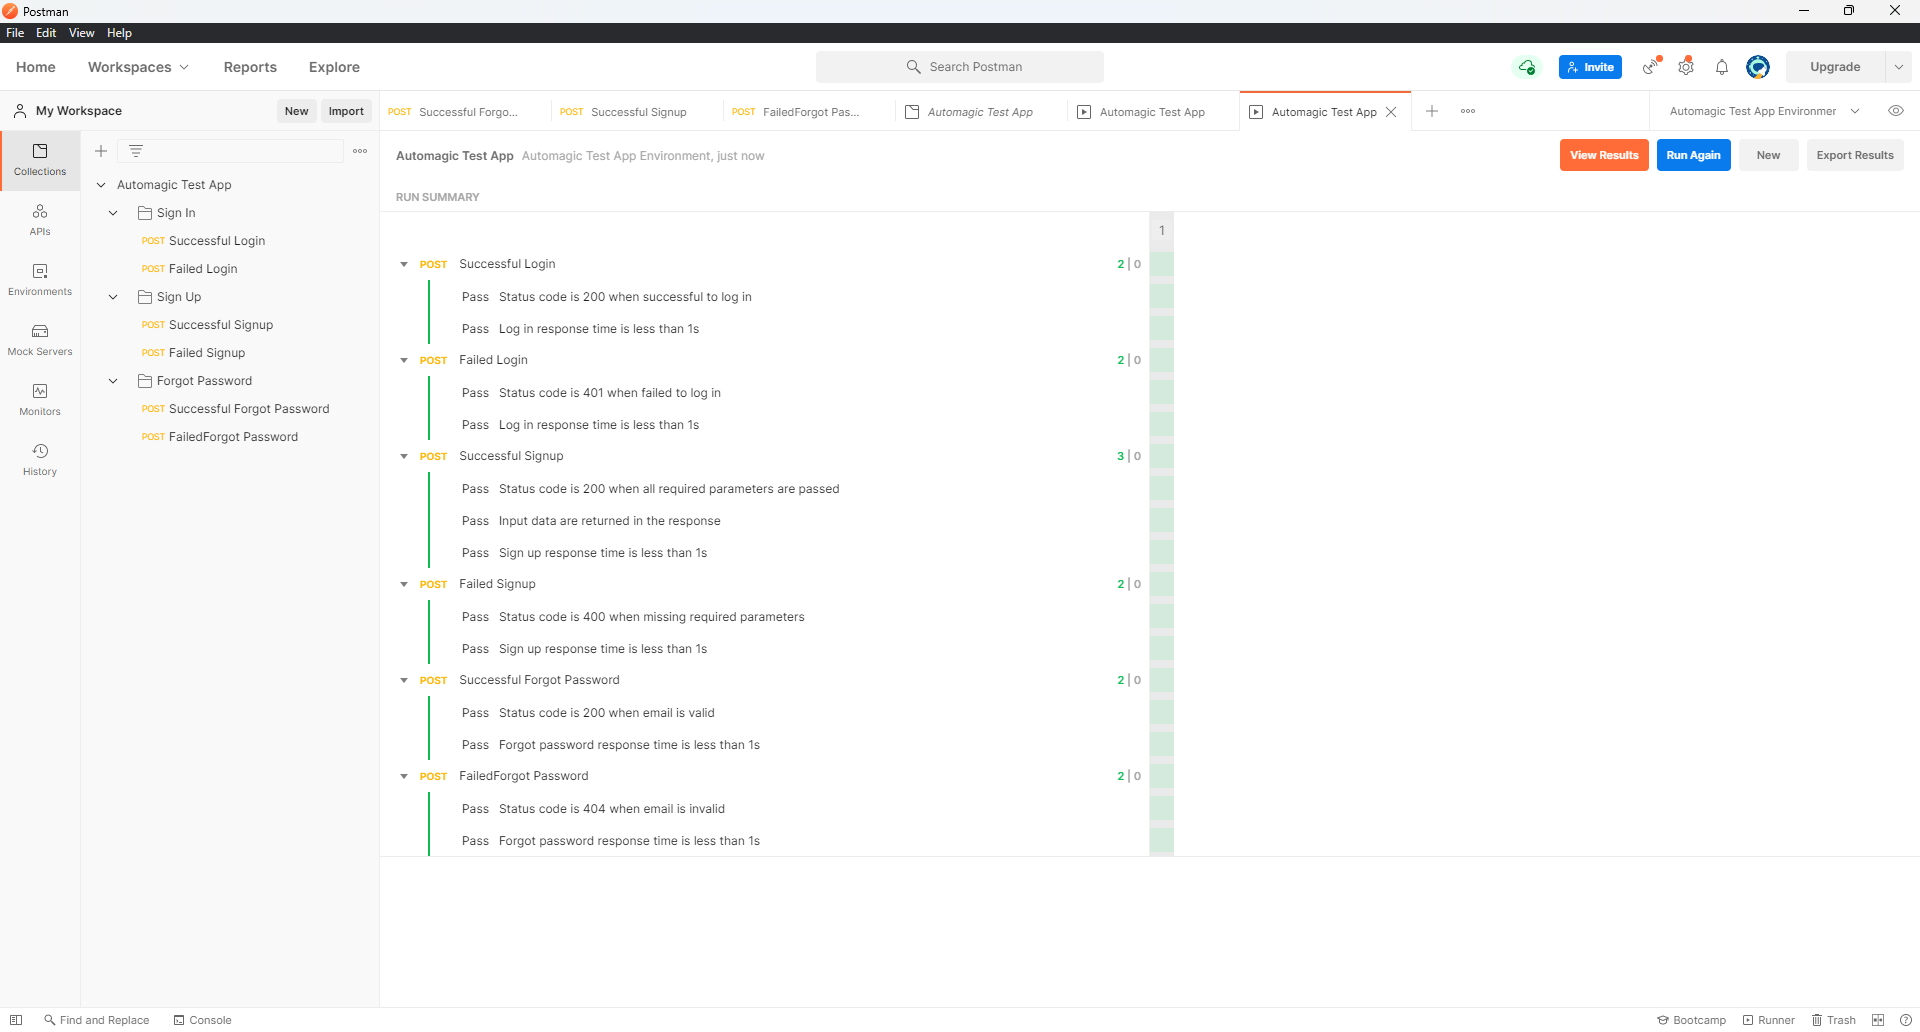 Postman
File Edit View Help
Home Workspaces Reports Explore Search Postman Invite Upgrade
My Workspace New Import POST Successful Forgo... POST Successful Signup POST FailedForgot Pas... Automagic Test App Automagic Test App Automagic Test App Automagic Test App Environmer
Collections
APIs
Environments
Mock Servers
Monitors
History
Automagic Test App
Sign In
POST Successful Login
POST Failed Login
Sign Up
POST Successful Signup
POST Failed Signup
Forgot Password
POST Successful Forgot Password
POST FailedForgot Password
Automagic Test App Automagic Test App Environment, just now View Results Run Again New Export Results
RUN SUMMARY
1
POST Successful Login 2 | 0
Pass Status code is 200 when successful to log in
Pass Log in response time is less than 1s
POST Failed Login 2 | 0
Pass Status code is 401 when failed to log in
Pass Log in response time is less than 1s
POST Successful Signup 3 | 0
Pass Status code is 200 when all required parameters are passed
Pass Input data are returned in the response
Pass Sign up response time is less than 1s
POST Failed Signup 2 | 0
Pass Status code is 400 when missing required parameters
Pass Sign up response time is less than 1s
POST Successful Forgot Password 2 | 0
Pass Status code is 200 when email is valid
Pass Forgot password response time is less than 1s
POST FailedForgot Password 2 | 0
Pass Status code is 404 when email is invalid
Pass Forgot password response time is less than 1s
Find and Replace Console Bootcamp Runner Trash